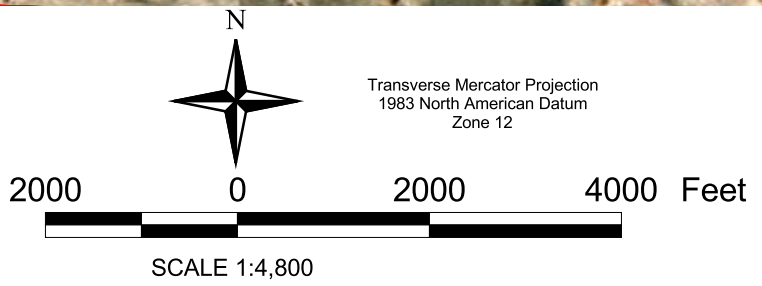 N
Transverse Mercator Projection
1983 North American Datum
Zone 12
2000 0 2000 4000 Feet
SCALE 1:4,800